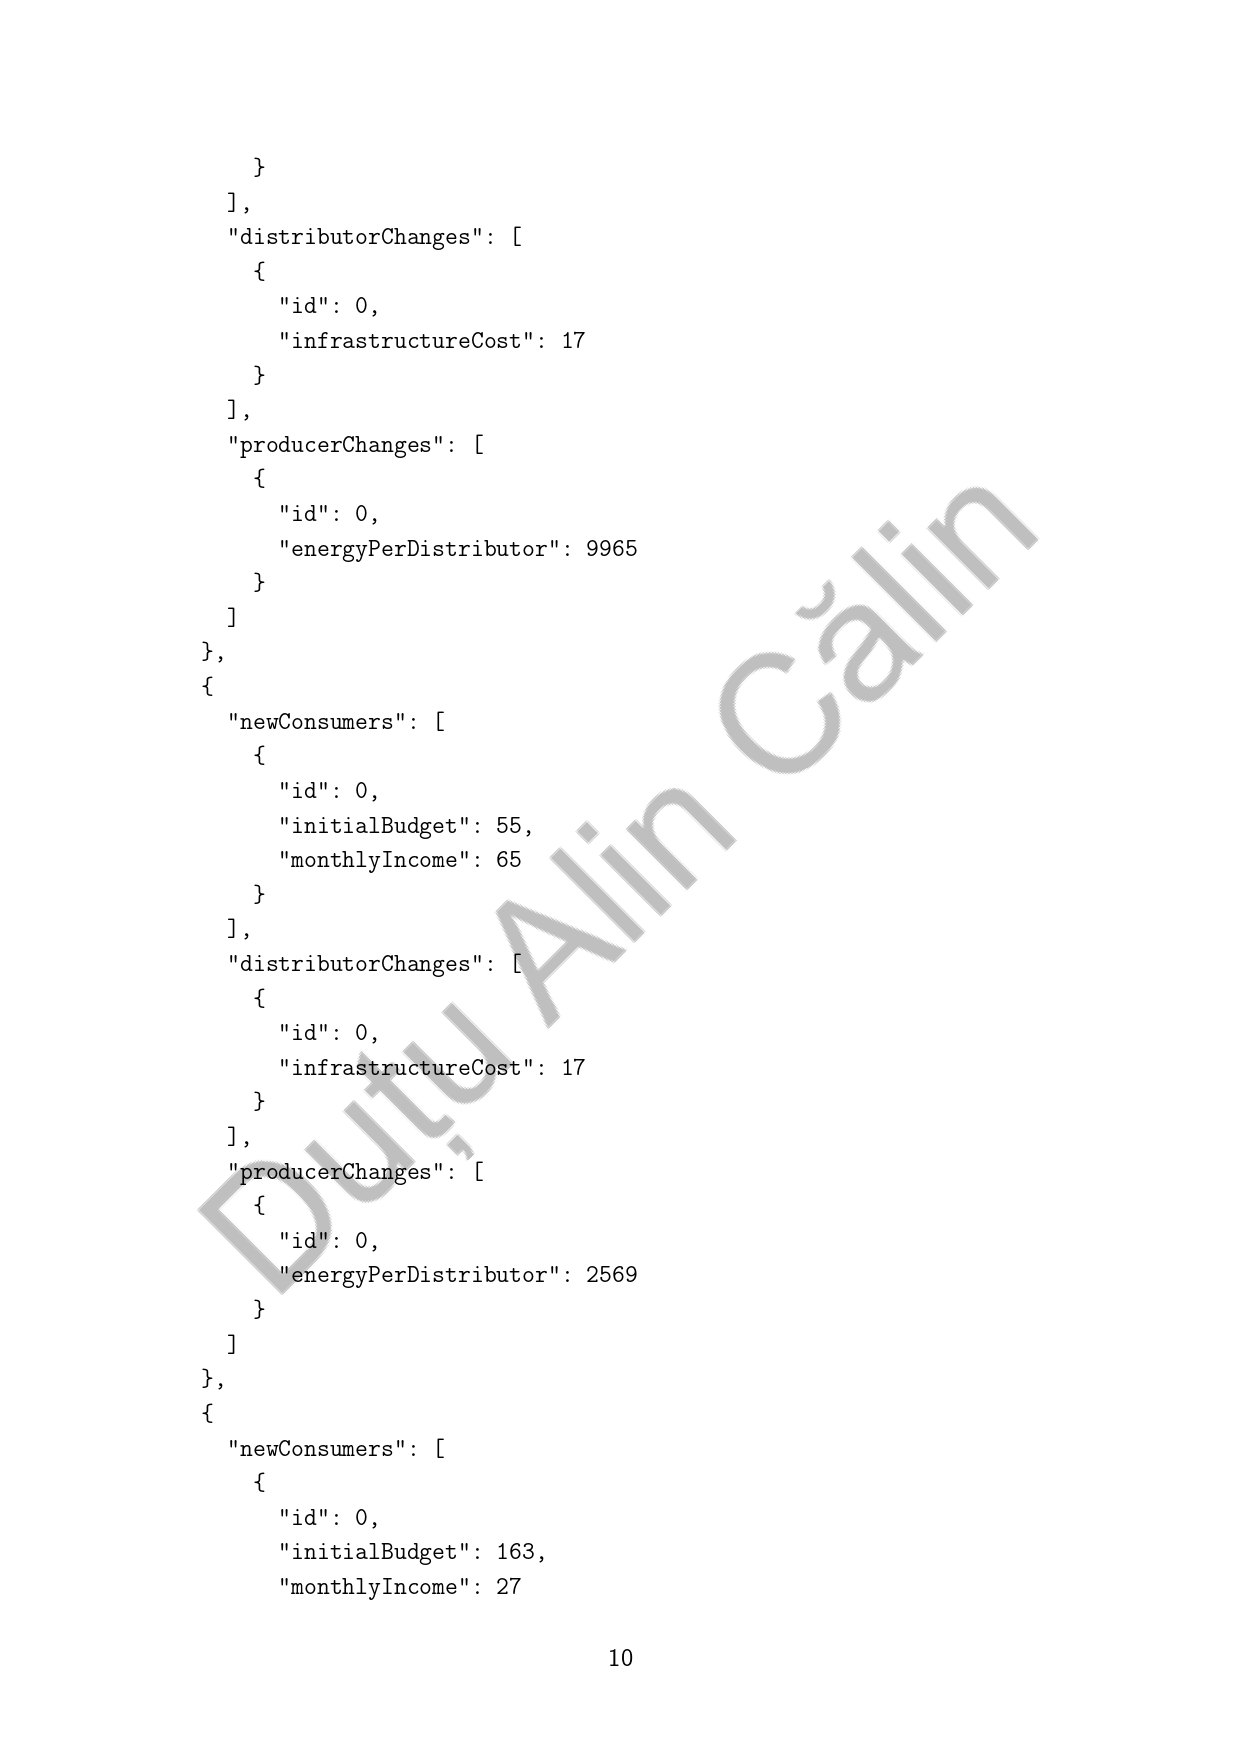 }
    ],
    "distributorChanges": [
      {
        "id": 0,
        "infrastructureCost": 17
      }
    ],
    "producerChanges": [
      {
        "id": 0,
        "energyPerDistributor": 9965
      }
    ]
  },
  {
    "newConsumers": [
      {
        "id": 0,
        "initialBudget": 55,
        "monthlyIncome": 65
      }
    ],
    "distributorChanges": [
      {
        "id": 0,
        "infrastructureCost": 17
      }
    ],
    "producerChanges": [
      {
        "id": 0,
        "energyPerDistributor": 2569
      }
    ]
  },
  {
    "newConsumers": [
      {
        "id": 0,
        "initialBudget": 163,
        "monthlyIncome": 27
10
Duțu Alin Călin